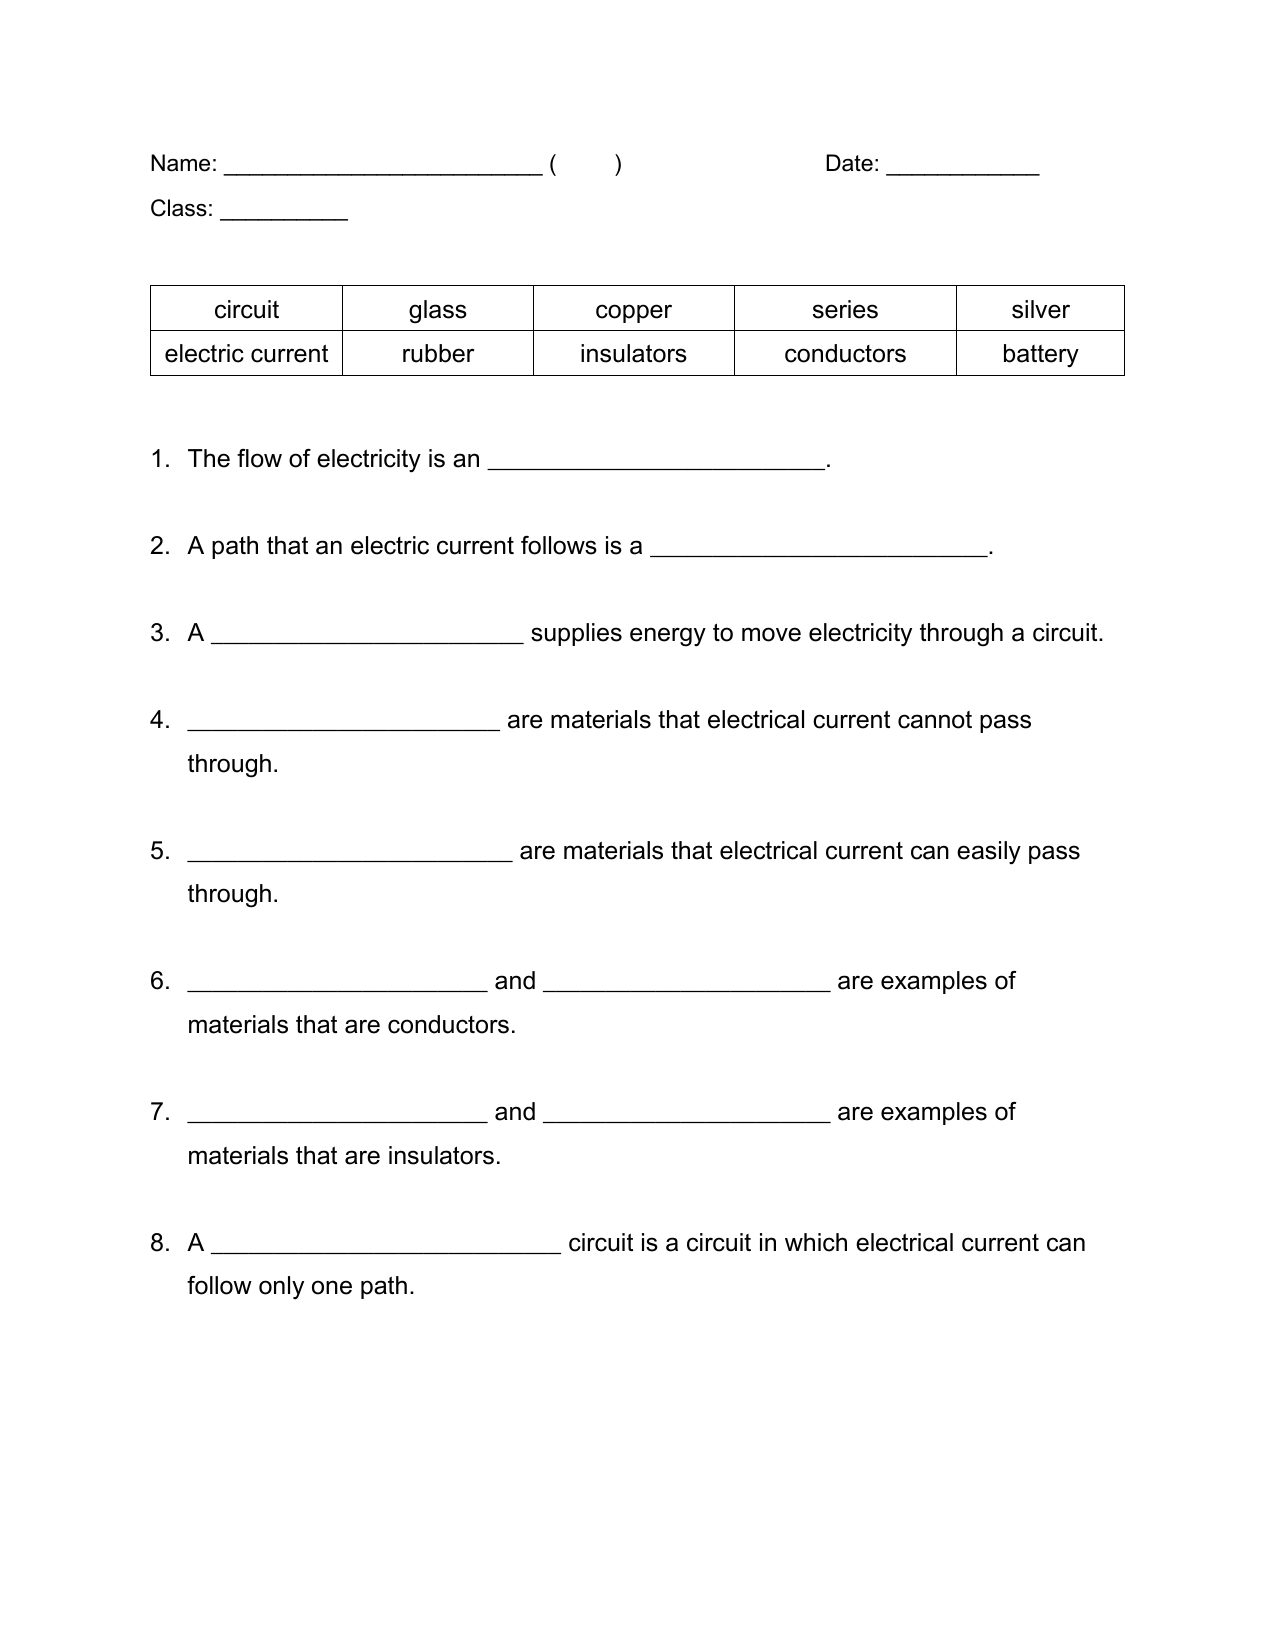 Name: _________________________ (        )                Date: ____________
Class: __________
circuit glass copper series silver
electric current rubber insulators conductors battery
1. The flow of electricity is an ___________________________.
2. A path that an electric current follows is a ___________________________.
3. A _________________________ supplies energy to move electricity through a circuit.
4. _________________________ are materials that electrical current cannot pass
through.
5. __________________________ are materials that electrical current can easily pass
through.
6. ________________________ and _______________________ are examples of
materials that are conductors.
7. ________________________ and _______________________ are examples of
materials that are insulators.
8. A ____________________________ circuit is a circuit in which electrical current can
follow only one path.